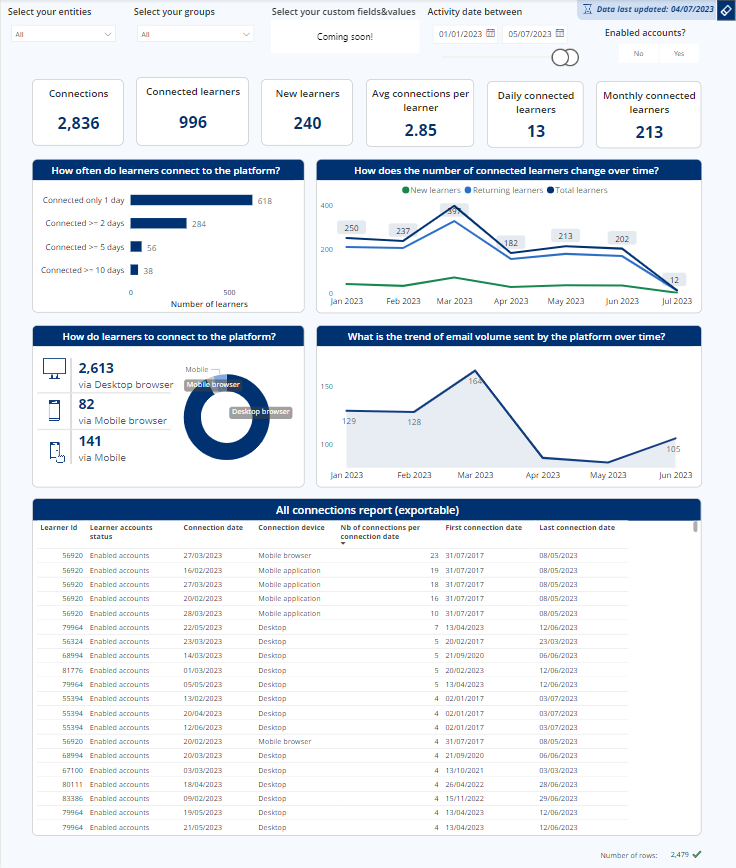 Select your entities
Select your groups
Select your custom fields&values
Activity date between
Data last updated: 04/07/2023
All
All
Coming soon!
01/01/2023
05/07/2023
Enabled accounts?
No
Yes
Connections
2,836
Connected learners
996
New learners
240
Avg connections per
learner
2.85
Daily connected
learners
13
Monthly connected
learners
213
How often do learners connect to the platform?
Connected only 1 day
618
Connected >= 2 days
284
Connected >= 5 days
56
Connected >= 10 days
38
0
500
Number of learners
How does the number of connected learners change over time?
New learners
Returning learners
Total learners
400
200
0
250
237
397
182
213
202
12
Jan 2023
Feb 2023
Mar 2023
Apr 2023
May 2023
Jun 2023
Jul 2023
How do learners to connect to the platform?
2,613
via Desktop browser
82
via Mobile browser
141
via Mobile
Mobile
Mobile browser
Desktop browser
What is the trend of email volume sent by the platform over time?
150
100
129
128
164
105
Jan 2023
Feb 2023
Mar 2023
Apr 2023
May 2023
Jun 2023
All connections report (exportable)
Learner Id
Learner accounts
status
Connection date
Connection device
Nb of connections per
connection date
First connection date
Last connection date
56920 Enabled accounts 27/03/2023 Mobile browser 23 31/07/2017 08/05/2023
56920 Enabled accounts 16/02/2023 Mobile application 19 31/07/2017 08/05/2023
56920 Enabled accounts 27/03/2023 Mobile application 18 31/07/2017 08/05/2023
56920 Enabled accounts 20/02/2023 Mobile application 16 31/07/2017 08/05/2023
56920 Enabled accounts 28/03/2023 Mobile application 10 31/07/2017 08/05/2023
79964 Enabled accounts 22/05/2023 Desktop 7 13/04/2023 12/06/2023
56324 Enabled accounts 23/03/2023 Desktop 5 20/02/2017 23/03/2023
68994 Enabled accounts 14/03/2023 Desktop 5 21/09/2020 06/06/2023
81776 Enabled accounts 01/03/2023 Desktop 5 20/02/2023 12/06/2023
79964 Enabled accounts 05/05/2023 Desktop 5 13/04/2023 12/06/2023
55394 Enabled accounts 13/02/2023 Desktop 4 02/01/2017 03/07/2023
55394 Enabled accounts 20/04/2023 Desktop 4 02/01/2017 03/07/2023
55394 Enabled accounts 12/06/2023 Desktop 4 02/01/2017 03/07/2023
56920 Enabled accounts 20/02/2023 Mobile browser 4 31/07/2017 08/05/2023
68994 Enabled accounts 20/03/2023 Desktop 4 21/09/2020 06/06/2023
67100 Enabled accounts 03/03/2023 Desktop 4 13/10/2021 03/03/2023
80111 Enabled accounts 18/04/2023 Desktop 4 26/04/2022 28/06/2023
83386 Enabled accounts 09/02/2023 Desktop 4 15/11/2022 29/06/2023
79964 Enabled accounts 19/05/2023 Desktop 4 13/04/2023 12/06/2023
79964 Enabled accounts 21/05/2023 Desktop 4 13/04/2023 12/06/2023
Number of rows: 2,479